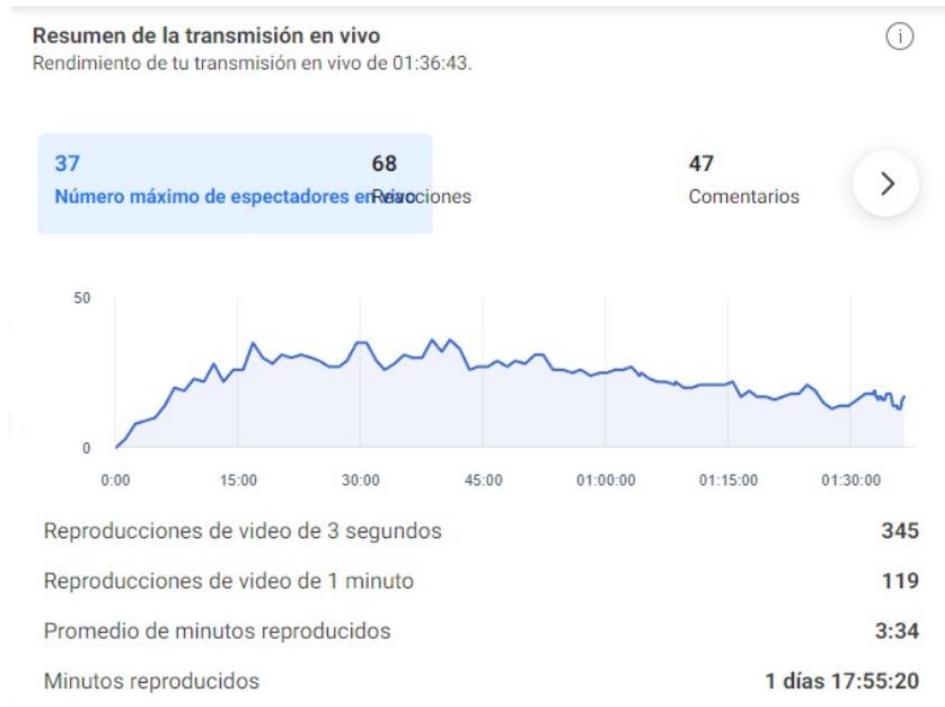 Resumen de la transmisión en vivo
Rendimiento de tu transmisión en vivo de 01:36:43.
37
68
47
Número máximo de espectadores en vivo
Reacciones
Comentarios
50
0
0:00 15:00 30:00 45:00 01:00:00 01:15:00 01:30:00
Reproducciones de video de 3 segundos 345
Reproducciones de video de 1 minuto 119
Promedio de minutos reproducidos 3:34
Minutos reproducidos 1 días 17:55:20